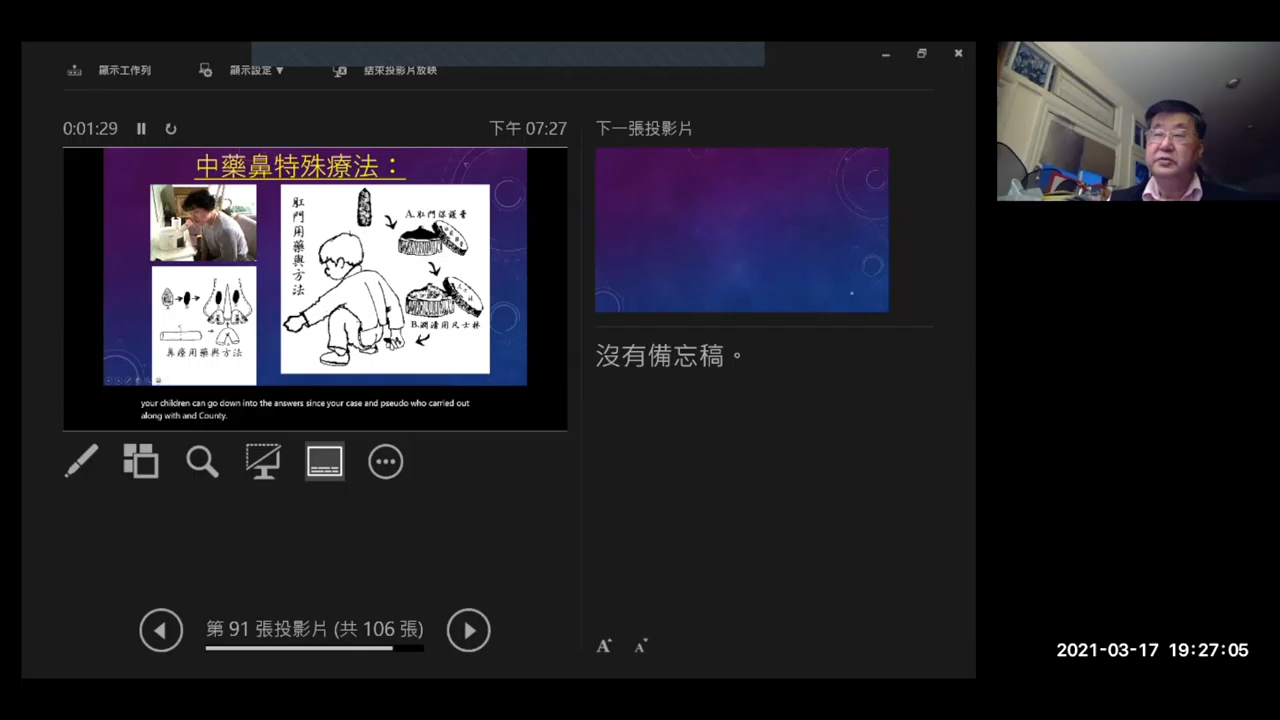 顯示工作列
顯示設定 ▼
結束投影片放映
0:01:29
下午 07:27
下一張投影片
中藥鼻特殊療法：
肛門用藥與方法
A.肛門保護膏
B.潤滑用凡士林
鼻療用藥與方法
your children can go down into the answers since your case and pseudo who carried out
along with and County.
沒有備忘稿。
第 91 張投影片 (共 106 張)
A A
2021-03-17 19:27:05